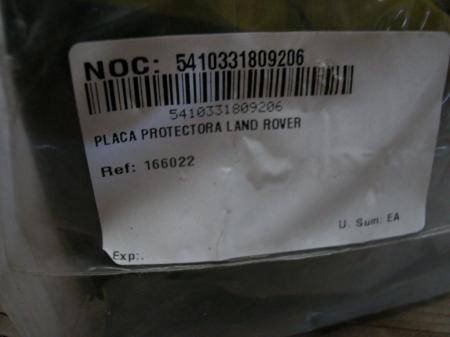 NOC: 5410331809206
5410331809206
PLACA PROTECTORA LAND ROVER
Ref: 166022
U. Sum: EA
Exp:.